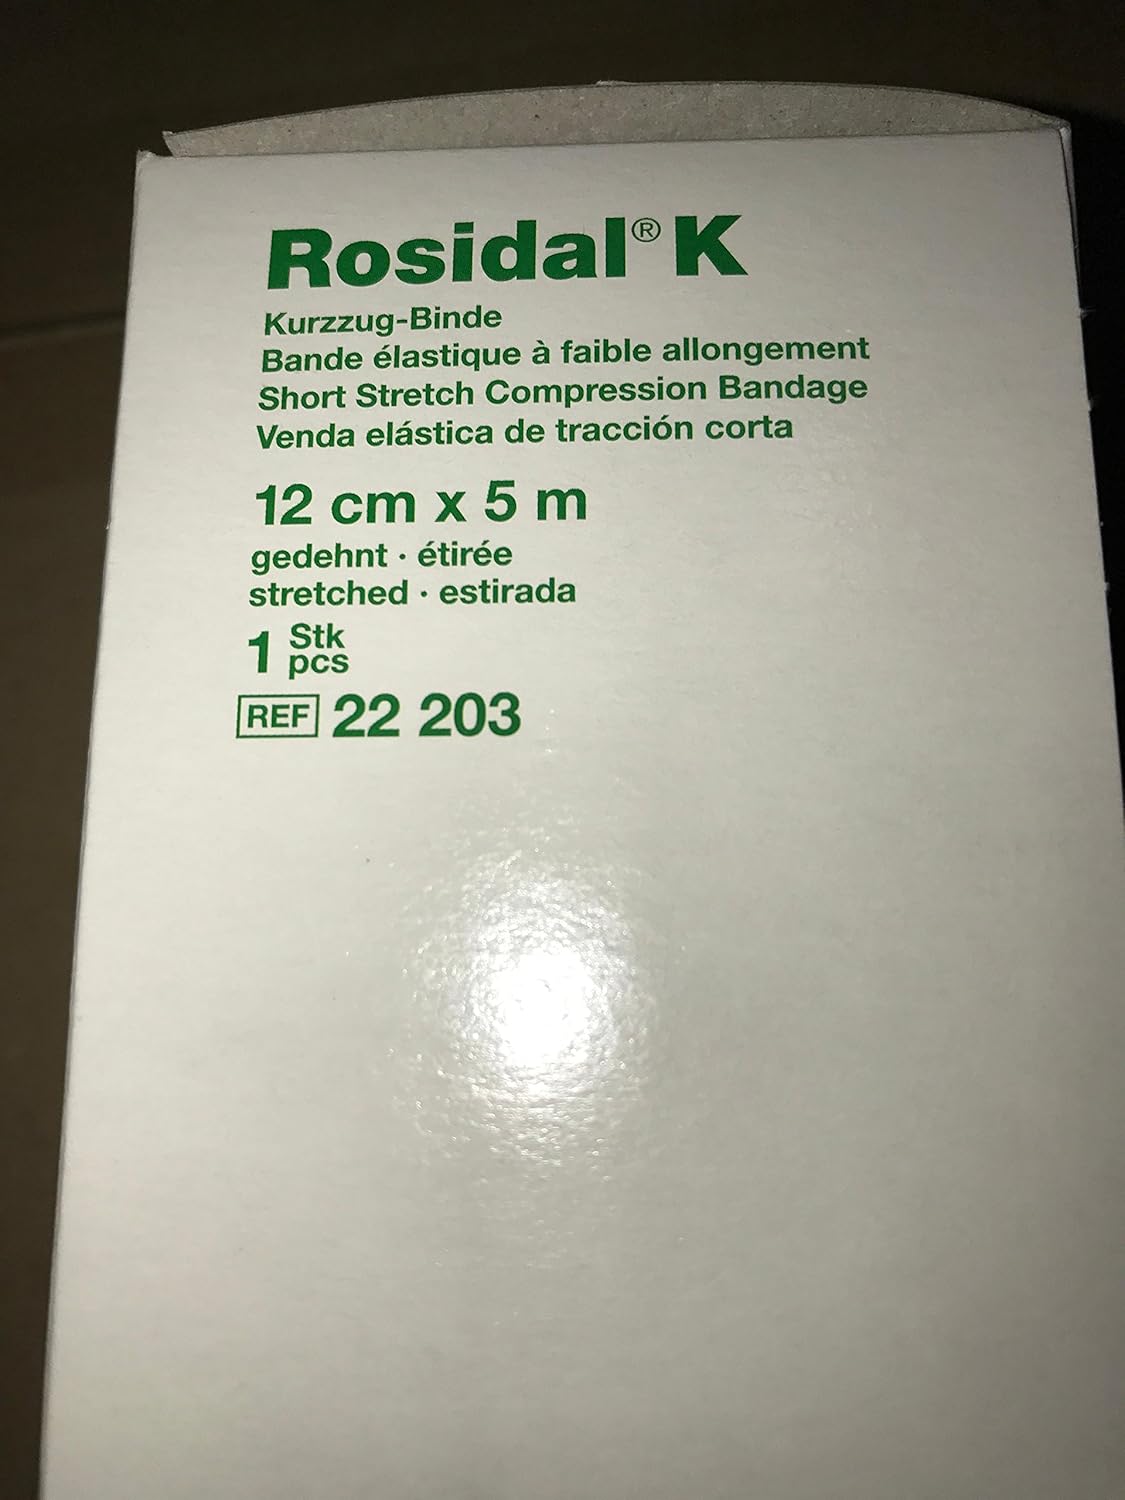 Rosidal® K
Kurzzug-Binde
Bande élastique à faible allongement
Short Stretch Compression Bandage
Venda elástica de tracción corta
12 cm x 5 m
gedehnt · étirée
stretched · estirada
1 Stk
pcs
REF 22 203